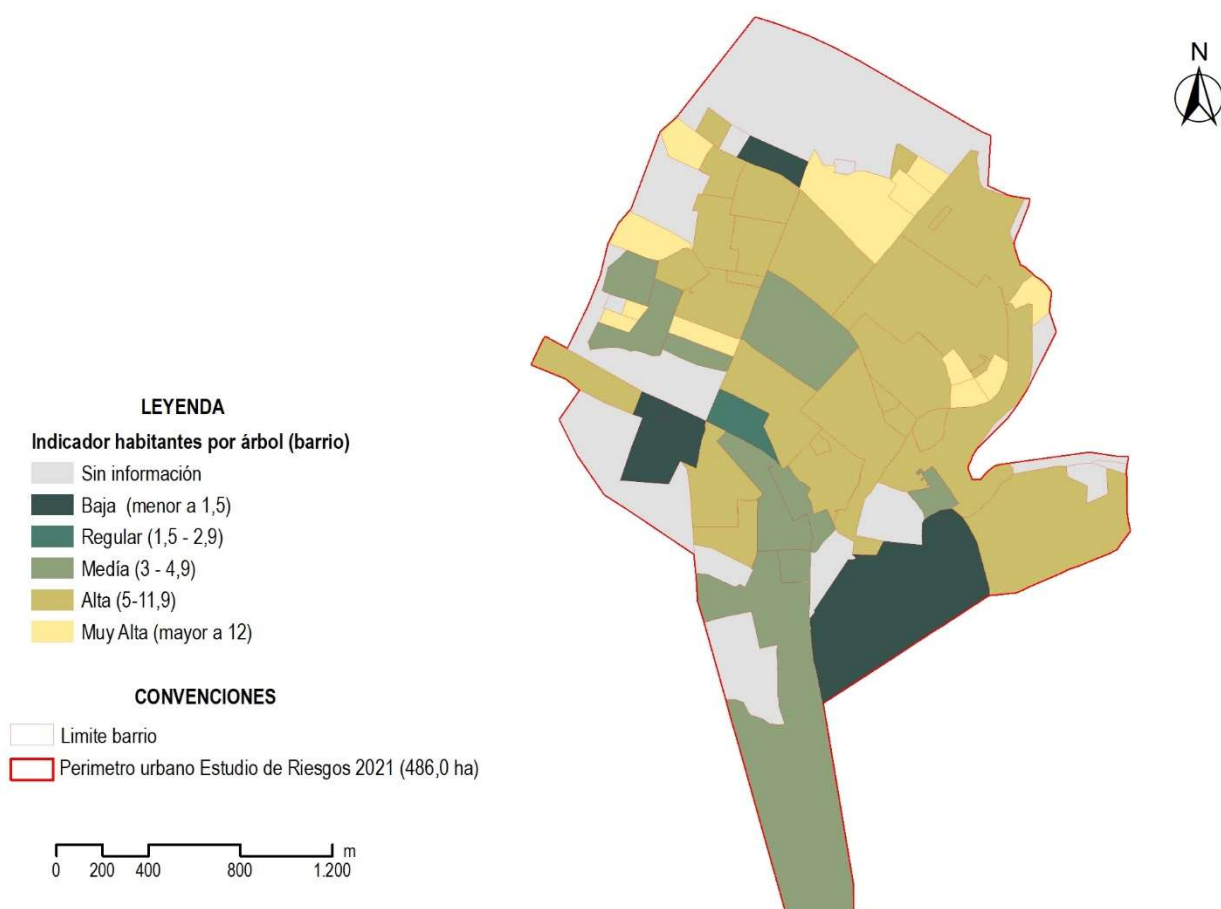 N
LEYENDA
Indicador habitantes por árbol (barrio)
Sin información
Baja (menor a 1,5)
Regular (1,5 - 2,9)
Medía (3 - 4,9)
Alta (5-11,9)
Muy Alta (mayor a 12)
CONVENCIONES
Limite barrio
Perimetro urbano Estudio de Riesgos 2021 (486,0 ha)
m
0 200 400 800 1.200